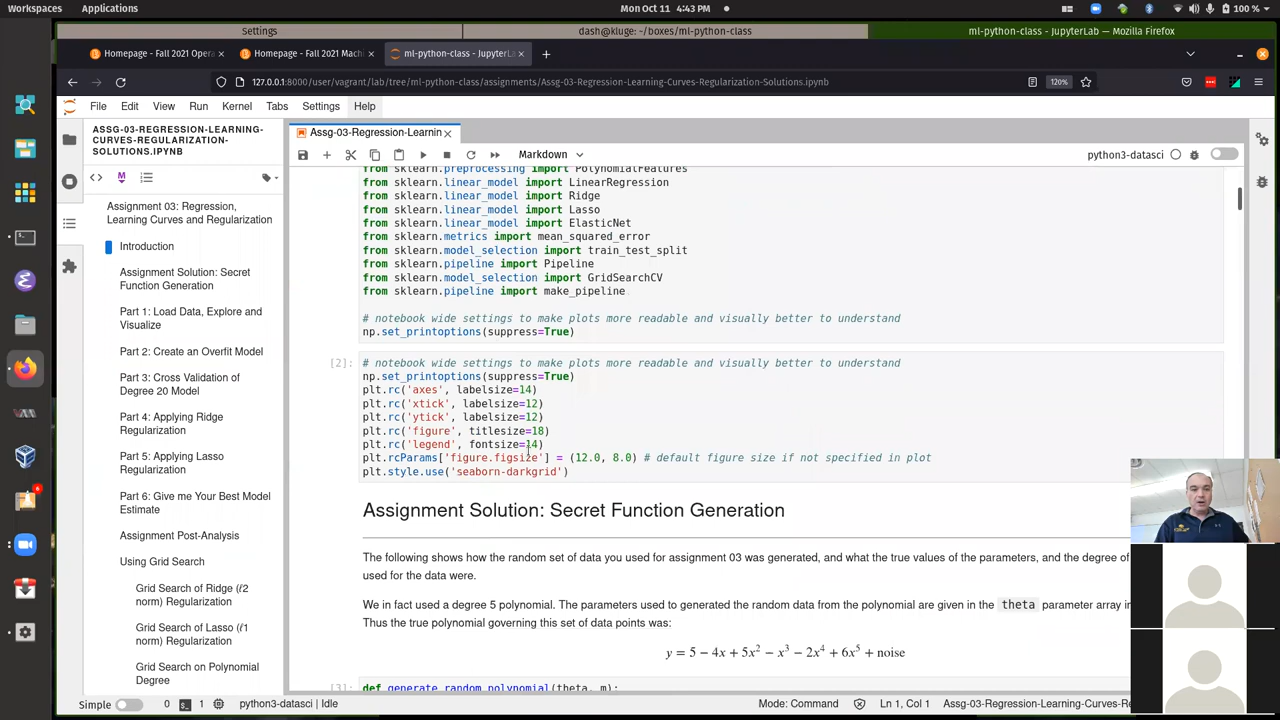 Workspaces Applications Mon Oct 11 4:43 PM 100 %
Settings dash@kluge: ~/boxes/ml-python-class ml-python-class - JupyterLab — Mozilla Firefox
Homepage - Fall 2021 Opera Homepage - Fall 2021 Machi ml-python-class - JupyterLa
127.0.0.1:8000/user/vagrant/lab/tree/ml-python-class/assignments/Assg-03-Regression-Learning-Curves-Regularization-Solutions.ipynb 120%
File Edit View Run Kernel Tabs Settings Help
ASSG-03-REGRESSION-LEARNING-
CURVES-REGULARIZATION-
SOLUTIONS.IPYNB
Assignment 03: Regression,
Learning Curves and Regularization
Introduction
Assignment Solution: Secret
Function Generation
Part 1: Load Data, Explore and
Visualize
Part 2: Create an Overfit Model
Part 3: Cross Validation of
Degree 20 Model
Part 4: Applying Ridge
Regularization
Part 5: Applying Lasso
Regularization
Part 6: Give me Your Best Model
Estimate
Assignment Post-Analysis
Using Grid Search
Grid Search of Ridge (ℓ2
norm) Regularization
Grid Search of Lasso (ℓ1
norm) Regularization
Grid Search on Polynomial
Degree
Assg-03-Regression-Learnin
Markdown python3-datasci
from sklearn.preprocessing import PolynomialFeatures
from sklearn.linear_model import LinearRegression
from sklearn.linear_model import Ridge
from sklearn.linear_model import Lasso
from sklearn.linear_model import ElasticNet
from sklearn.metrics import mean_squared_error
from sklearn.model_selection import train_test_split
from sklearn.pipeline import Pipeline
from sklearn.model_selection import GridSearchCV
from sklearn.pipeline import make_pipeline
# notebook wide settings to make plots more readable and visually better to understand
np.set_printoptions(suppress=True)
[2]: # notebook wide settings to make plots more readable and visually better to understand
np.set_printoptions(suppress=True)
plt.rc('axes', labelsize=14)
plt.rc('xtick', labelsize=12)
plt.rc('ytick', labelsize=12)
plt.rc('figure', titlesize=18)
plt.rc('legend', fontsize=14)
plt.rcParams['figure.figsize'] = (12.0, 8.0) # default figure size if not specified in plot
plt.style.use('seaborn-darkgrid')
Assignment Solution: Secret Function Generation
The following shows how the random set of data you used for assignment 03 was generated, and what the true values of the parameters, and the degree of
used for the data were.
We in fact used a degree 5 polynomial. The parameters used to generated the random data from the polynomial are given in the theta parameter array in
Thus the true polynomial governing this set of data points was:
y = 5 − 4x + 5x² − x³ − 2x⁴ + 6x⁵ + noise
[3]: def generate_random_polynomial(theta, m):
Simple 0 1 python3-datasci | Idle Mode: Command Ln 1, Col 1 Assg-03-Regression-Learning-Curves-Re